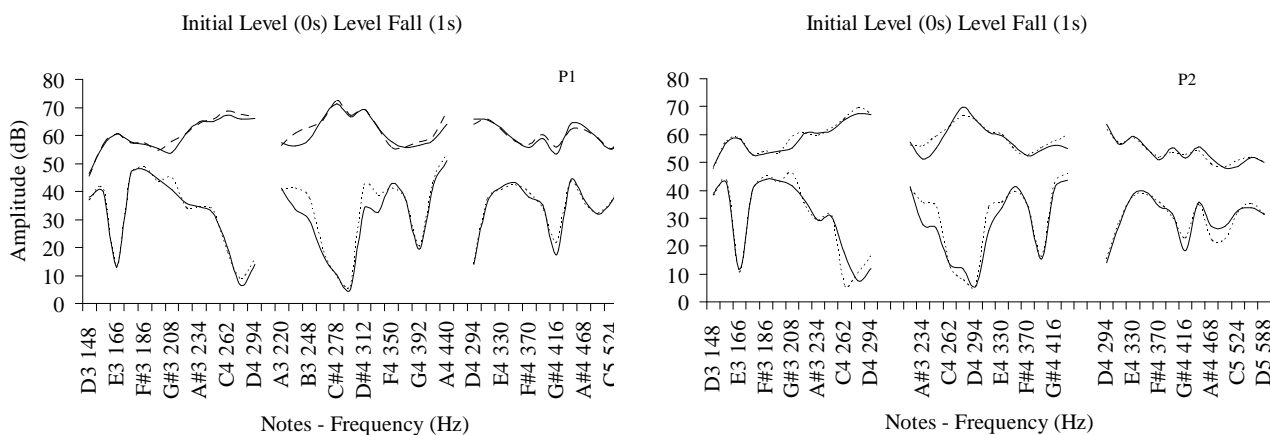 Initial Level (0s) Level Fall (1s)
P1
Amplitude (dB)
80
70
60
50
40
30
20
10
0
D3 148
E3 166
F#3 186
G#3 208
A#3 234
C4 262
D4 294
A3 220
B3 248
C#4 278
D#4 312
F4 350
G4 392
A4 440
D4 294
E4 330
F#4 370
G#4 416
A#4 468
C5 524
Notes - Frequency (Hz)
Initial Level (0s) Level Fall (1s)
P2
80
70
60
50
40
30
20
10
0
D3 148
E3 166
F#3 186
G#3 208
A#3 234
C4 262
D4 294
A#3 234
C4 262
D4 294
E4 330
F#4 370
G#4 416
D4 294
E4 330
F#4 370
G#4 416
A#4 468
C5 524
D5 588
Notes - Frequency (Hz)